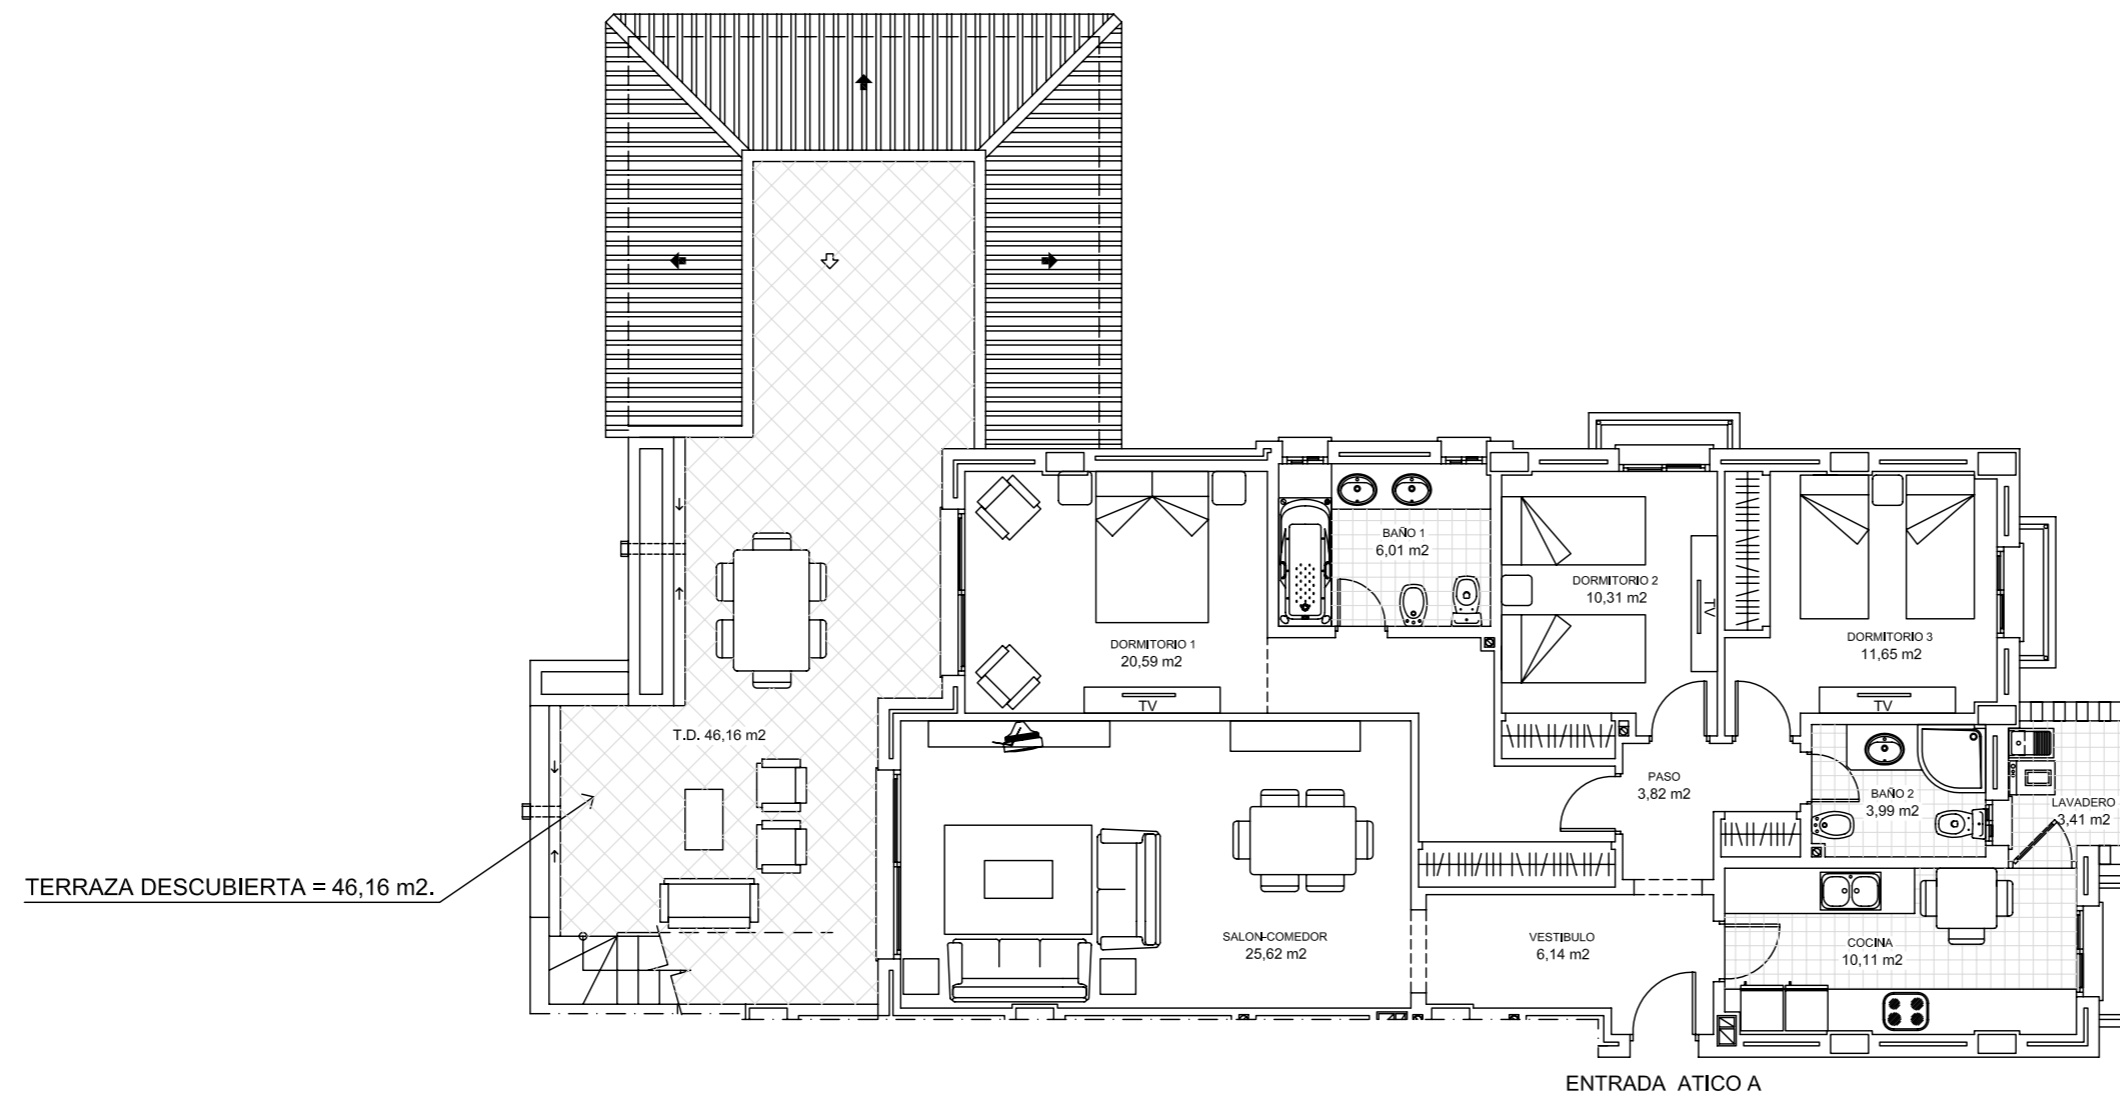 BAÑO 1
6,01 m2
DORMITORIO 2
10,31 m2
TV
DORMITORIO 1
20,59 m2
TV
DORMITORIO 3
11,65 m2
TV
T.D. 46,16 m2
PASO
3,82 m2
BAÑO 2
3,99 m2
LAVADERO
3,41 m2
TERRAZA DESCUBIERTA = 46,16 m2.
SALON-COMEDOR
25,62 m2
VESTIBULO
6,14 m2
COCINA
10,11 m2
ENTRADA ATICO A